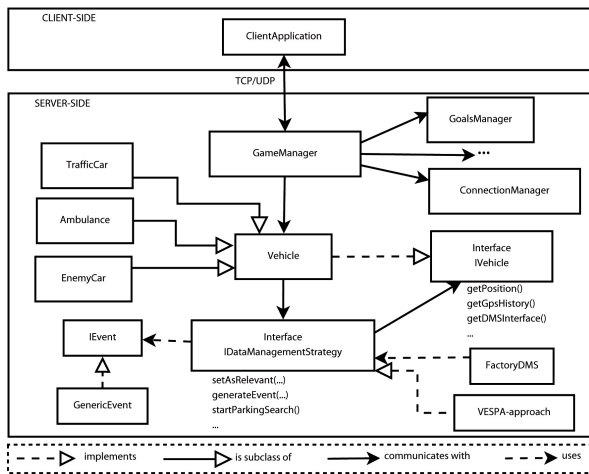 CLIENT-SIDE
ClientApplication
TCP/UDP
SERVER-SIDE
GameManager
GoalsManager
...
ConnectionManager
TrafficCar
Ambulance
EnemyCar
Vehicle
Interface
IVehicle
getPosition()
getGpsHistory()
getDMSInterface()
...
IEvent
Interface
IDataManagementStrategy
setAsRelevant(...)
generateEvent(...)
startParkingSearch()
...
FactoryDMS
GenericEvent
VESPA-approach
implements
is subclass of
communicates with
uses